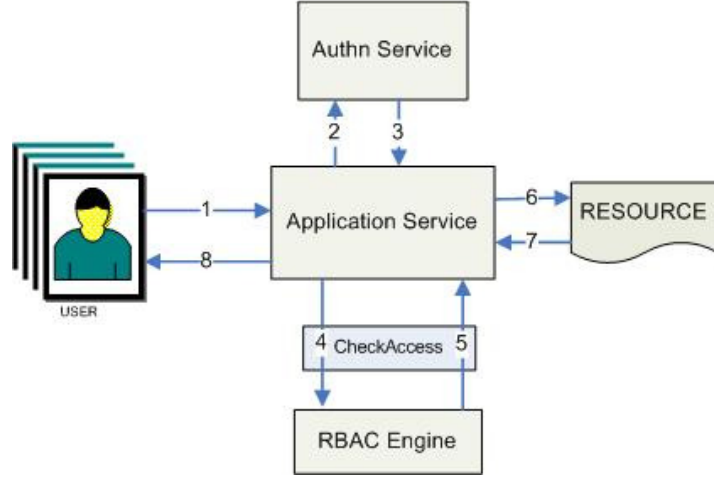 Authn Service
2
3
1
Application Service
6
RESOURCE
7
8
USER
4
CheckAccess
5
RBAC Engine